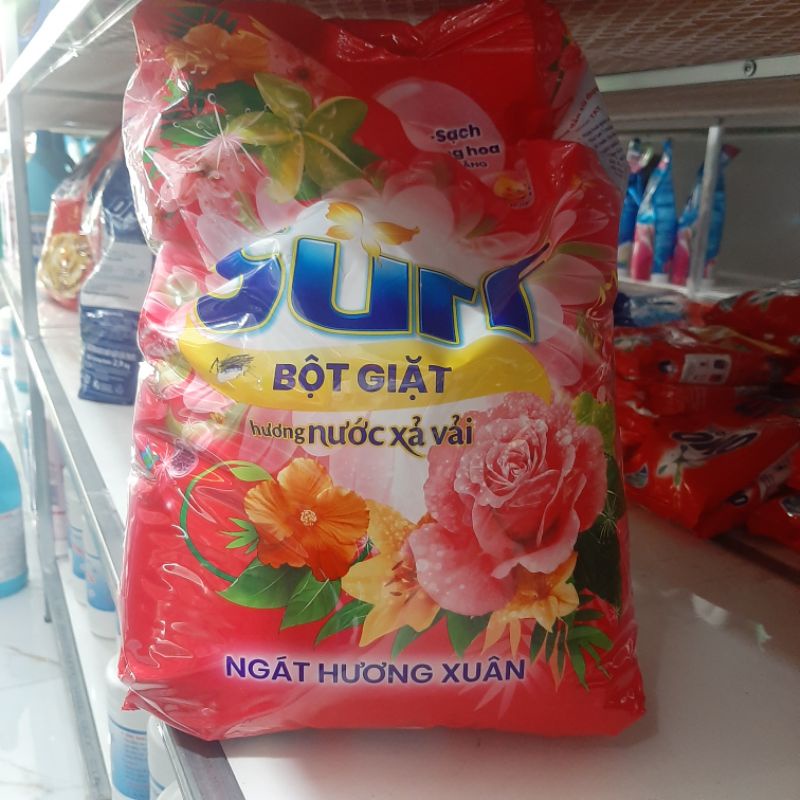 Sạch
hoa
Surf
BỘT GIẶT
hương nước xả vải
NGÁT HƯƠNG XUÂN